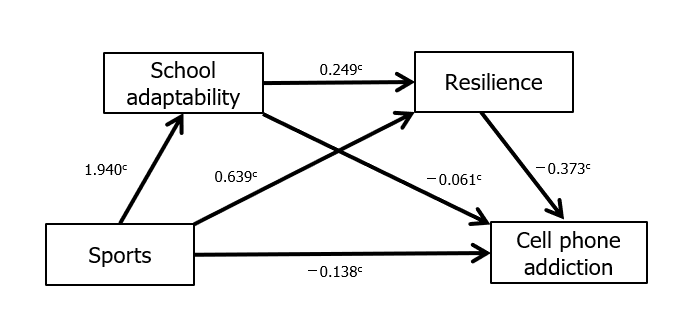 School
adaptability
0.249ᶜ
Resilience
1.940ᶜ
0.639ᶜ
−0.061ᶜ
−0.373ᶜ
Sports
Cell phone
addiction
−0.138ᶜ